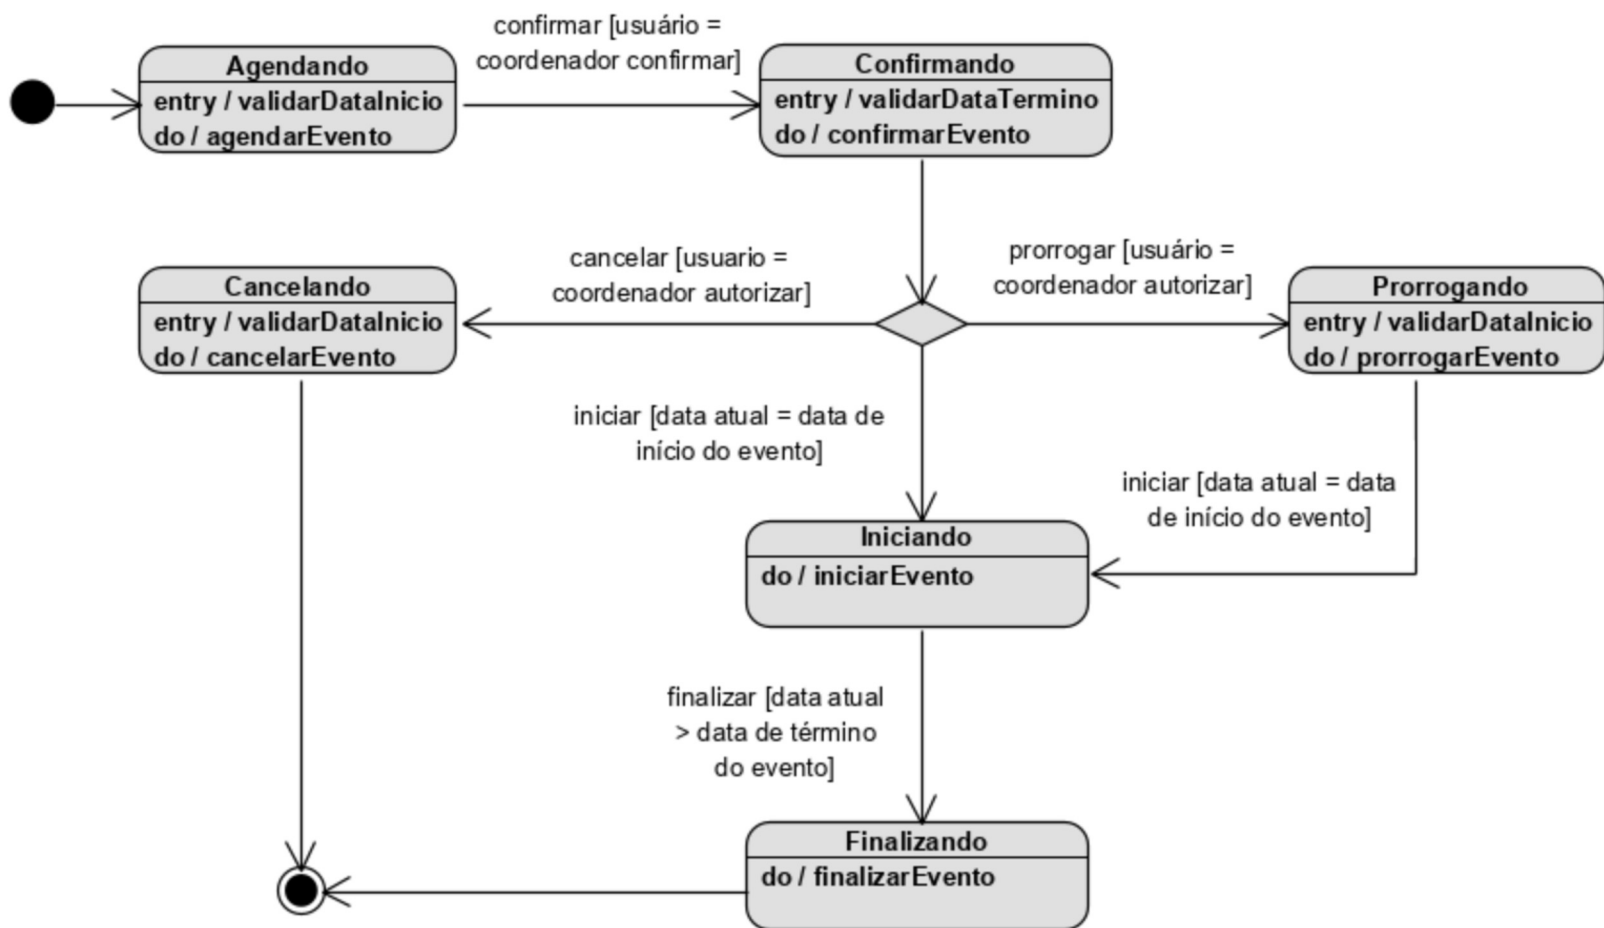 confirmar [usuário =
coordenador confirmar]
Agendando
entry / validarDataInicio
do / agendarEvento
Confirmando
entry / validarDataTermino
do / confirmarEvento
cancelar [usuario =
coordenador autorizar]
prorrogar [usuário =
coordenador autorizar]
Cancelando
entry / validarDataInicio
do / cancelarEvento
Prorrogando
entry / validarDataInicio
do / prorrogarEvento
iniciar [data atual = data de
início do evento]
iniciar [data atual = data
de início do evento]
Iniciando
do / iniciarEvento
finalizar [data atual
> data de término
do evento]
Finalizando
do / finalizarEvento